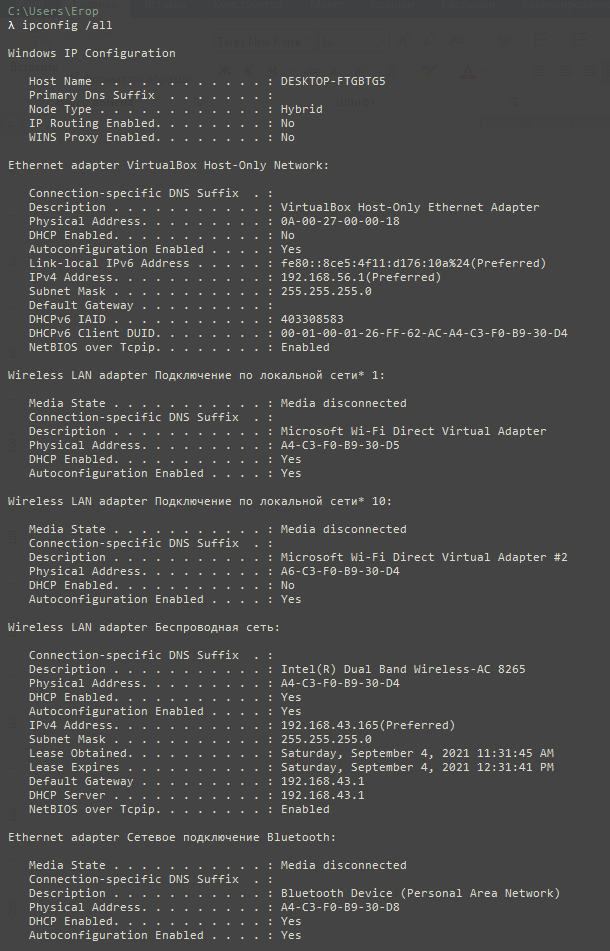 C:\Users\Егор
λ ipconfig /all
Windows IP Configuration
Host Name . . . . . . . . . . . . : DESKTOP-FTGBTG5
Primary Dns Suffix . . . . . . . :
Node Type . . . . . . . . . . . . : Hybrid
IP Routing Enabled. . . . . . . . : No
WINS Proxy Enabled. . . . . . . . : No
Ethernet adapter VirtualBox Host-Only Network:
Connection-specific DNS Suffix . :
Description . . . . . . . . . . . : VirtualBox Host-Only Ethernet Adapter
Physical Address. . . . . . . . . : 0A-00-27-00-00-18
DHCP Enabled. . . . . . . . . . . : No
Autoconfiguration Enabled . . . . : Yes
Link-local IPv6 Address . . . . . : fe80::8ce5:4f11:d176:10a%24(Preferred)
IPv4 Address. . . . . . . . . . . : 192.168.56.1(Preferred)
Subnet Mask . . . . . . . . . . . : 255.255.255.0
Default Gateway . . . . . . . . . :
DHCPv6 IAID . . . . . . . . . . . : 403308583
DHCPv6 Client DUID. . . . . . . . : 00-01-00-01-26-FF-62-AC-A4-C3-F0-B9-30-D4
NetBIOS over Tcpip. . . . . . . . : Enabled
Wireless LAN adapter Подключение по локальной сети* 1:
Media State . . . . . . . . . . . : Media disconnected
Connection-specific DNS Suffix . :
Description . . . . . . . . . . . : Microsoft Wi-Fi Direct Virtual Adapter
Physical Address. . . . . . . . . : A4-C3-F0-B9-30-D5
DHCP Enabled. . . . . . . . . . . : Yes
Autoconfiguration Enabled . . . . : Yes
Wireless LAN adapter Подключение по локальной сети* 10:
Media State . . . . . . . . . . . : Media disconnected
Connection-specific DNS Suffix . :
Description . . . . . . . . . . . : Microsoft Wi-Fi Direct Virtual Adapter #2
Physical Address. . . . . . . . . : A6-C3-F0-B9-30-D4
DHCP Enabled. . . . . . . . . . . : No
Autoconfiguration Enabled . . . . : Yes
Wireless LAN adapter Беспроводная сеть:
Connection-specific DNS Suffix . :
Description . . . . . . . . . . . : Intel(R) Dual Band Wireless-AC 8265
Physical Address. . . . . . . . . : A4-C3-F0-B9-30-D4
DHCP Enabled. . . . . . . . . . . : Yes
Autoconfiguration Enabled . . . . : Yes
IPv4 Address. . . . . . . . . . . : 192.168.43.165(Preferred)
Subnet Mask . . . . . . . . . . . : 255.255.255.0
Lease Obtained. . . . . . . . . . : Saturday, September 4, 2021 11:31:45 AM
Lease Expires . . . . . . . . . . : Saturday, September 4, 2021 12:31:41 PM
Default Gateway . . . . . . . . . : 192.168.43.1
DHCP Server . . . . . . . . . . . : 192.168.43.1
NetBIOS over Tcpip. . . . . . . . : Enabled
Ethernet adapter Сетевое подключение Bluetooth:
Media State . . . . . . . . . . . : Media disconnected
Connection-specific DNS Suffix . :
Description . . . . . . . . . . . : Bluetooth Device (Personal Area Network)
Physical Address. . . . . . . . . : A4-C3-F0-B9-30-D8
DHCP Enabled. . . . . . . . . . . : Yes
Autoconfiguration Enabled . . . . : Yes